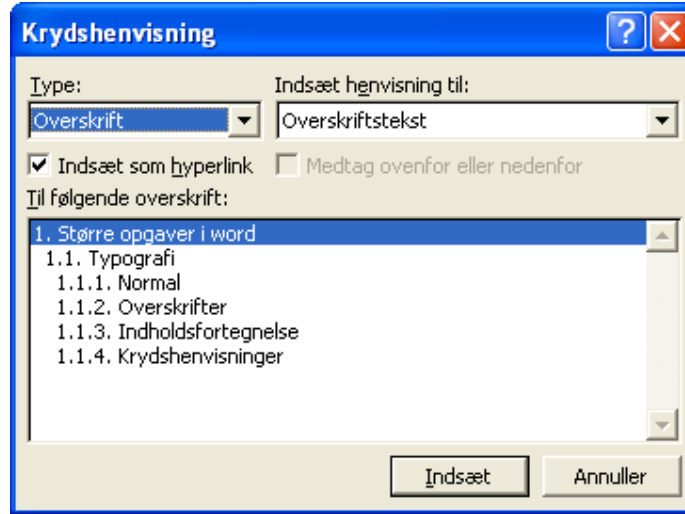 Krydshenvisning
Type: Indsæt henvisning til:
Overskrift Overskriftstekst
Indsæt som hyperlink Medtag ovenfor eller nedenfor
Til følgende overskrift:
1. Større opgaver i word
1.1. Typografi
1.1.1. Normal
1.1.2. Overskrifter
1.1.3. Indholdsfortegnelse
1.1.4. Krydshenvisninger
Indsæt Annuller